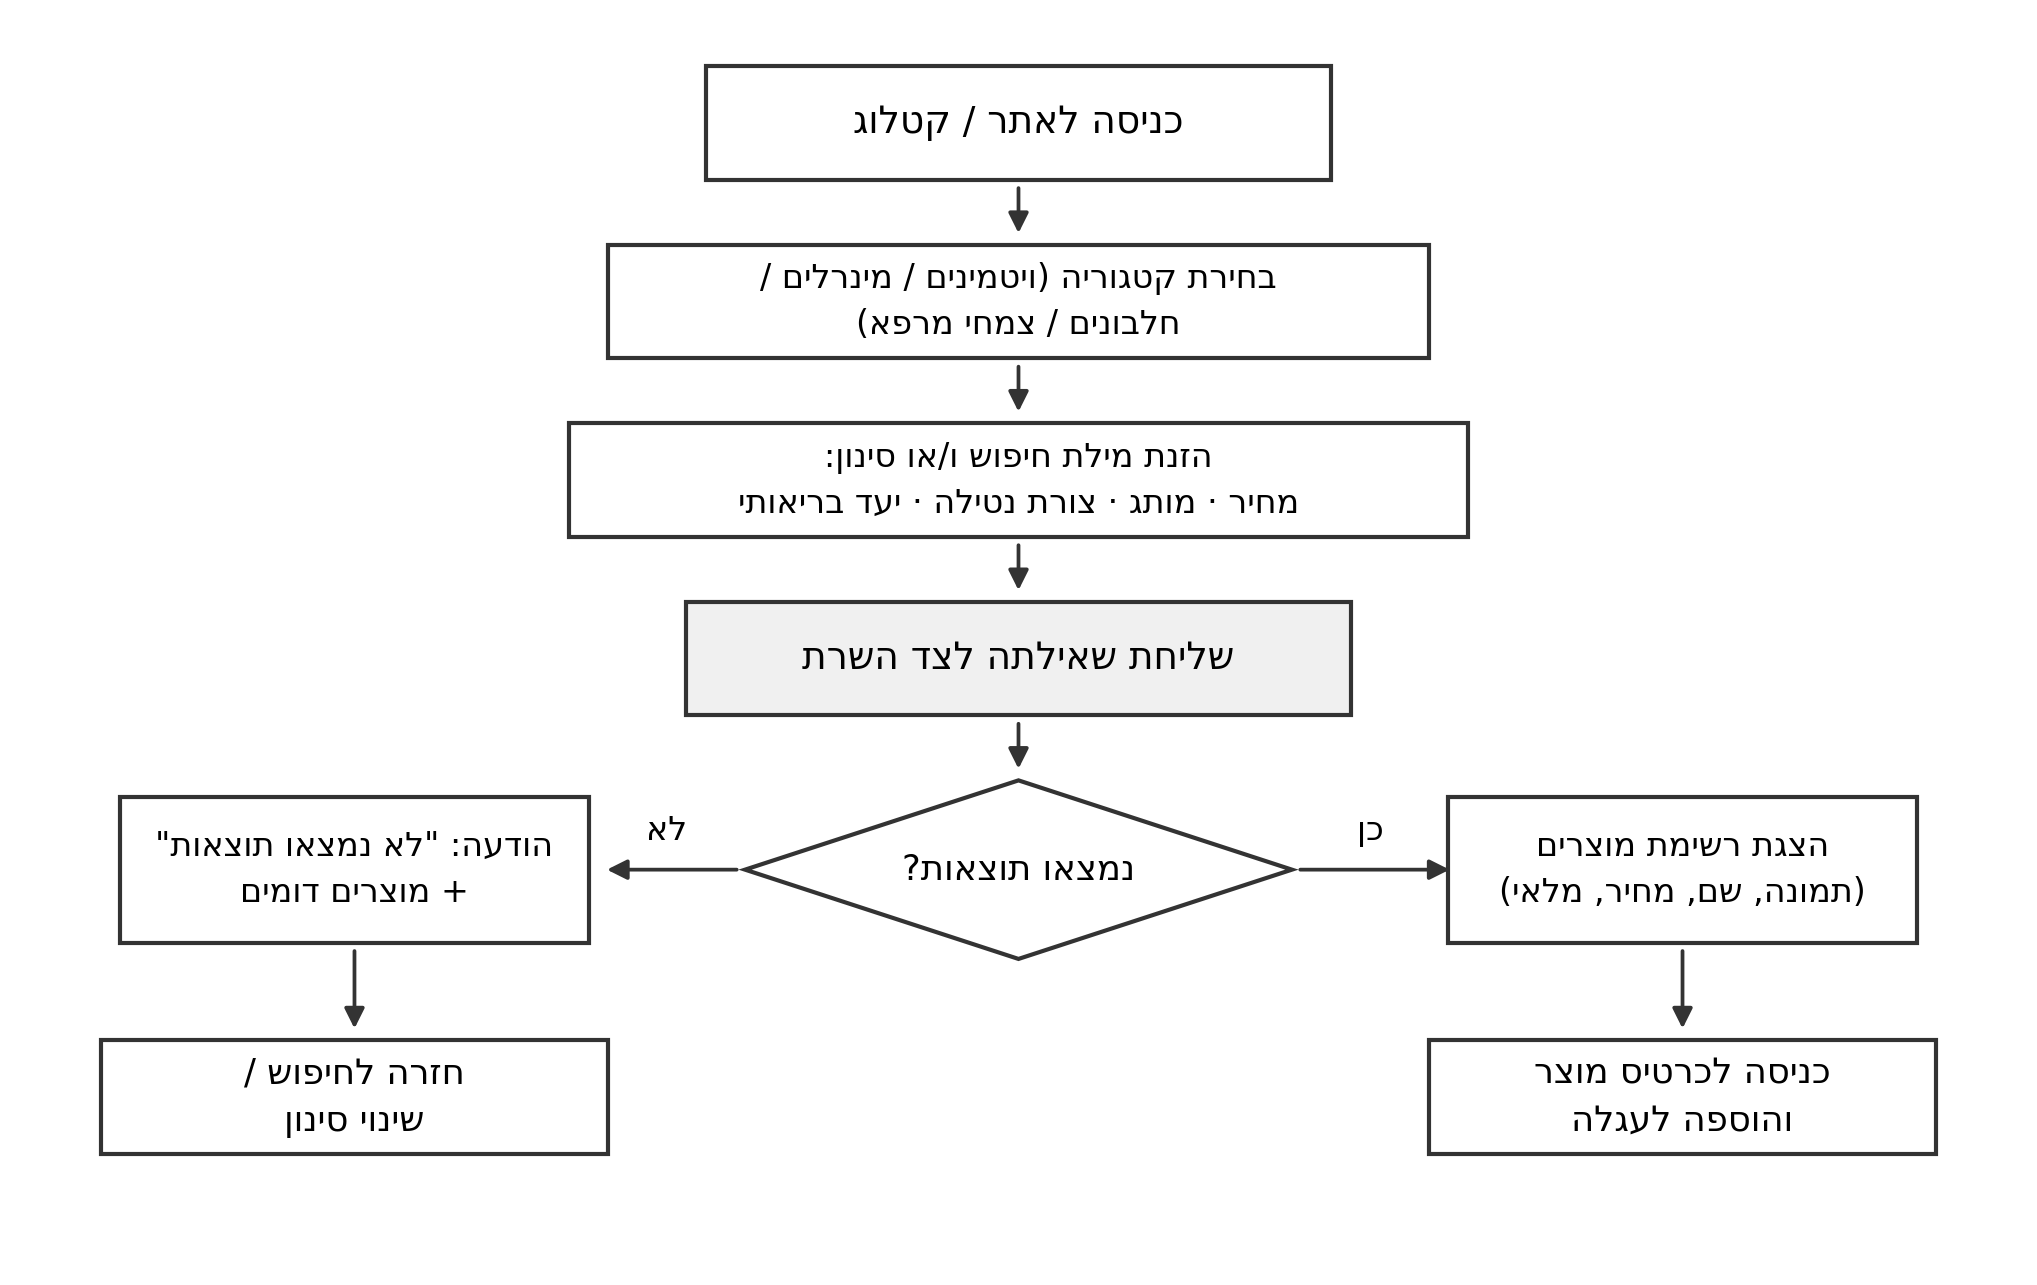 כניסה לאתר / קטלוג
בחירת קטגוריה (ויטמינים / מינרלים /
חלבונים / צמחי מרפא)
הזנת מילת חיפוש ו/או סינון:
מחיר · מותג · צורת נטילה · יעד בריאותי
שליחת שאילתה לצד השרת
נמצאו תוצאות?
כן
הצגת רשימת מוצרים
(תמונה, שם, מחיר, מלאי)
כניסה לכרטיס מוצר
והוספה לעגלה
לא
הודעה: "לא נמצאו תוצאות"
+ מוצרים דומים
חזרה לחיפוש /
שינוי סינון